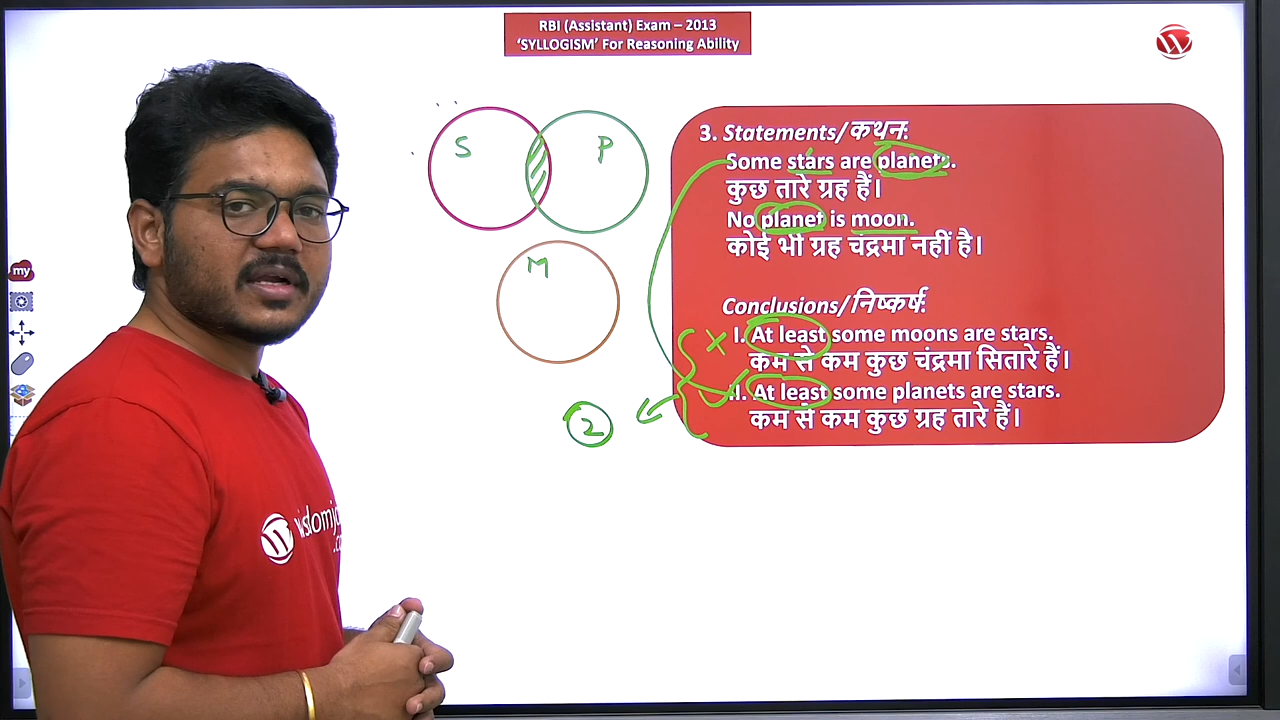 RBI (Assistant) Exam – 2013
'SYLLOGISM' For Reasoning Ability
S
P
M
2
3. Statements/कथन:
Some stars are planets.
कुछ तारे ग्रह हैं।
No planet is moon.
कोई भी ग्रह चंद्रमा नहीं है।
Conclusions/निष्कर्ष:
I. At least some moons are stars.
कम से कम कुछ चंद्रमा सितारे हैं।
II. At least some planets are stars.
कम से कम कुछ ग्रह तारे हैं।
my